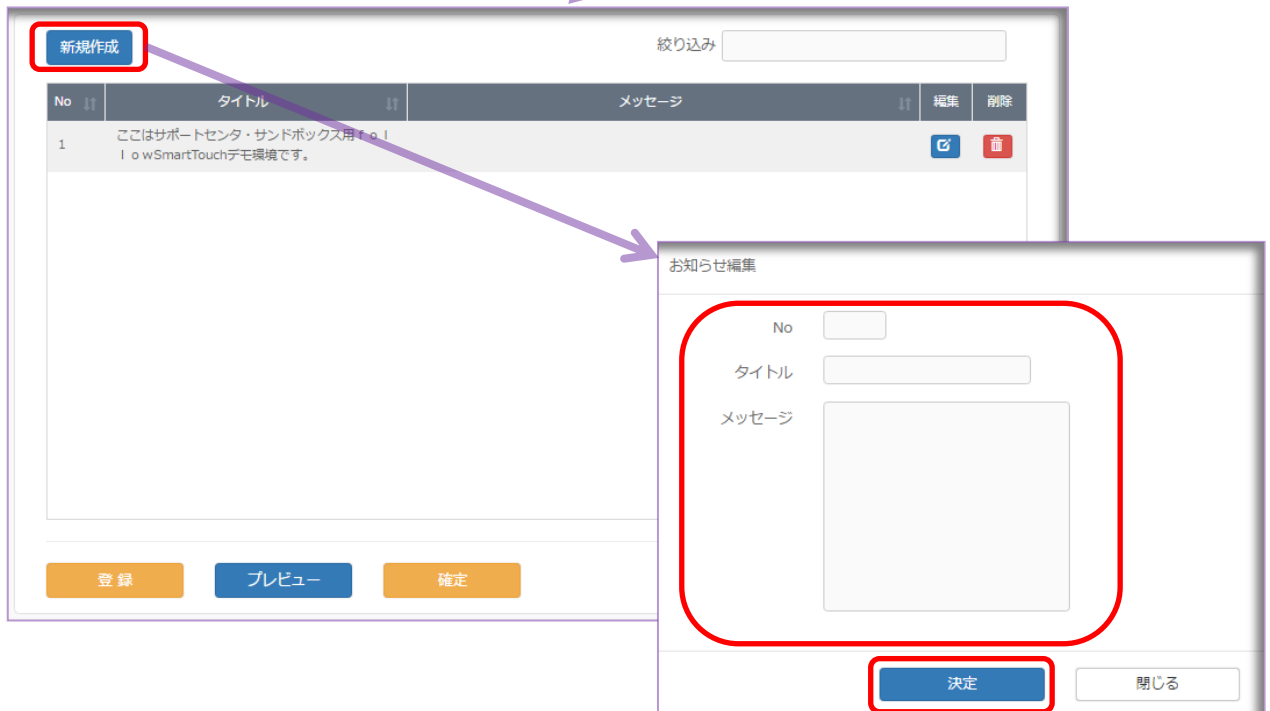 新規作成
絞り込み
No タイトル メッセージ 編集 削除
1 ここはサポートセンタ・サンドボックス用fol
lowSmartTouchデモ環境です。
登録 プレビュー 確定
お知らせ編集
No
タイトル
メッセージ
決定 閉じる